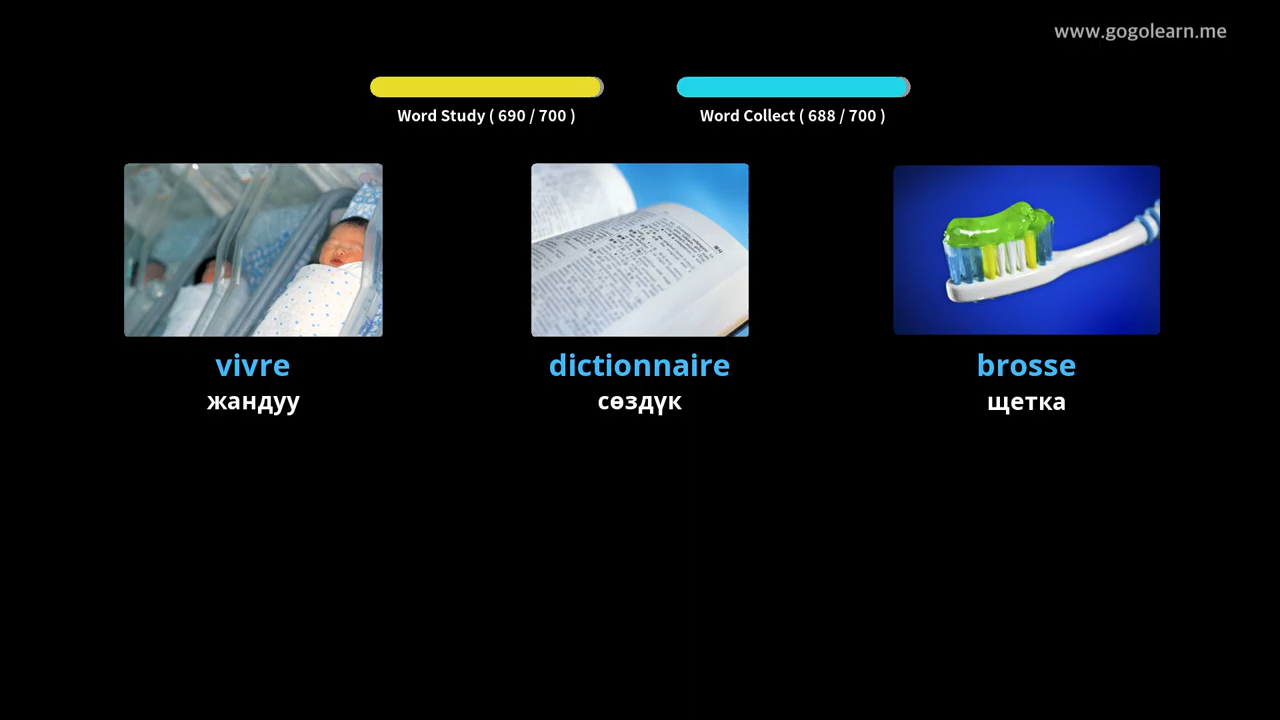 www.gogolearn.me
Word Study ( 690 / 700 )
Word Collect ( 688 / 700 )
vivre
жандуу
dictionnaire
сөздүк
brosse
щетка